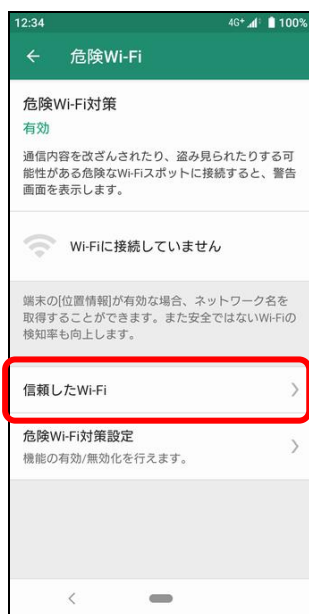 12:34 4G+ 100%
危険Wi-Fi
危険Wi-Fi対策
有効
通信内容を改ざんされたり、盗み見られたりする可
能性がある危険なWi-Fiスポットに接続すると、警告
画面を表示します。
Wi-Fiに接続していません
端末の[位置情報]が有効な場合、ネットワーク名を
取得することができます。また安全ではないWi-Fiの
検知率も向上します。
信頼したWi-Fi
危険Wi-Fi対策設定
機能の有効/無効化を行えます。